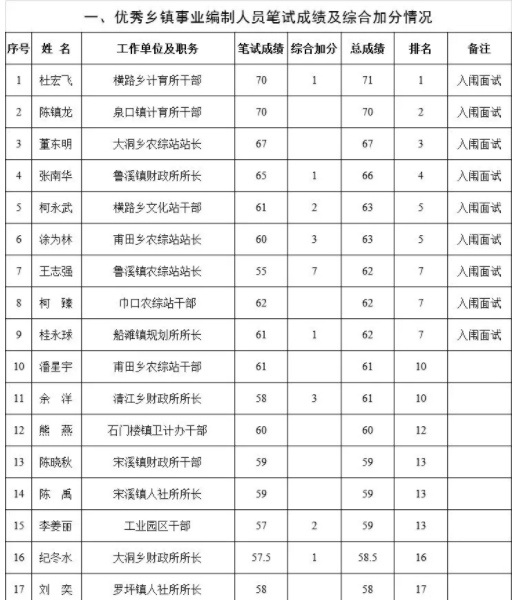 一、优秀乡镇事业编制人员笔试成绩及综合加分情况
序号 姓 名 工作单位及职务 笔试成绩 综合加分 总成绩 排名 备注
1 杜宏飞 横路乡计育所干部 70 1 71 1 入闱面试
2 陈镇龙 泉口镇计育所干部 70 70 2 入闱面试
3 董东明 大洞乡农综站站长 67 67 3 入闱面试
4 张南华 鲁溪镇财政所所长 65 1 66 4 入闱面试
5 柯永武 横路乡文化站干部 61 2 63 5 入闱面试
6 涂为林 甫田乡农综站站长 60 3 63 5 入闱面试
7 王志强 鲁溪镇农综站站长 55 7 62 7 入闱面试
8 柯 臻 巾口农综站干部 62 62 7 入闱面试
9 桂永球 船滩镇规划所所长 61 1 62 7 入闱面试
10 潘星宇 甫田乡农综站干部 61 61 10
11 余 洋 清江乡财政所所长 58 3 61 10
12 熊 燕 石门楼镇卫计办干部 60 60 12
13 陈晓秋 宋溪镇财政所干部 59 59 13
14 陈 禹 宋溪镇人社所所长 59 59 13
15 李姜丽 工业园区干部 57 2 59 13
16 纪冬水 大洞乡财政所所长 57.5 1 58.5 16
17 刘 奕 罗坪镇人社所所长 58 58 17